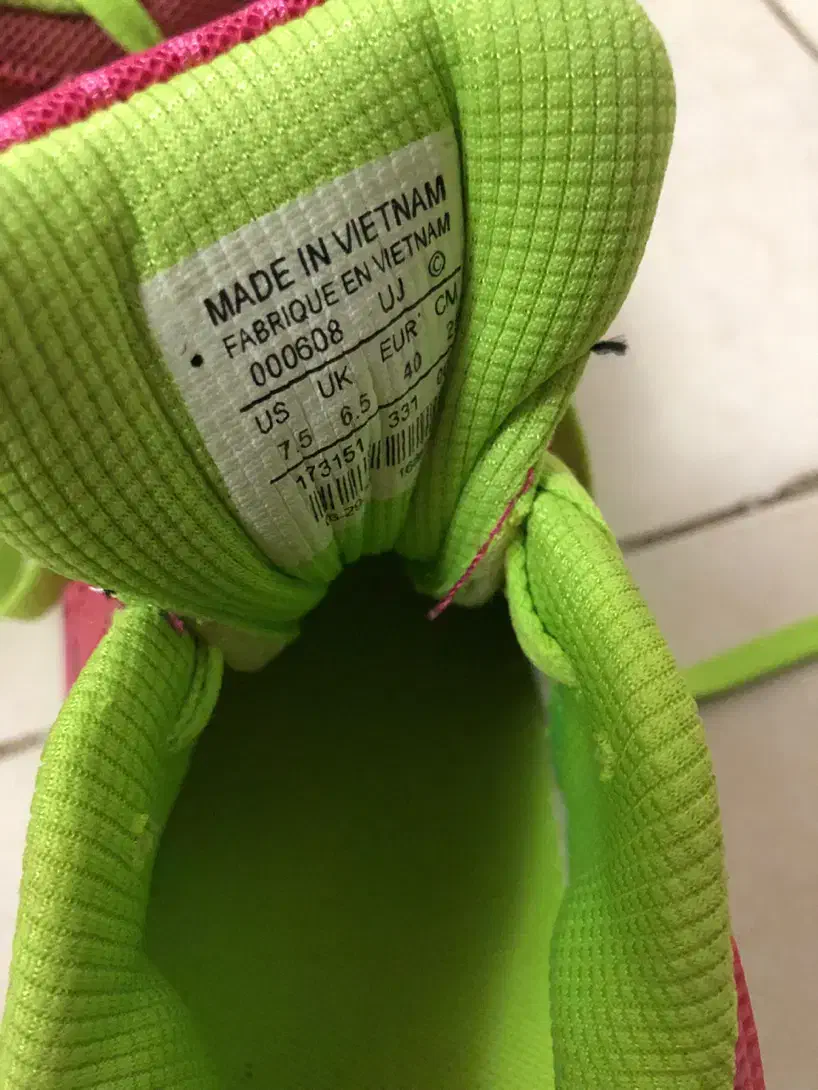 MADE IN VIETNAM
FABRIQUE EN VIETNAM
000608 UJ ©
US UK EUR CM
7.5 6.5 40
173151 331